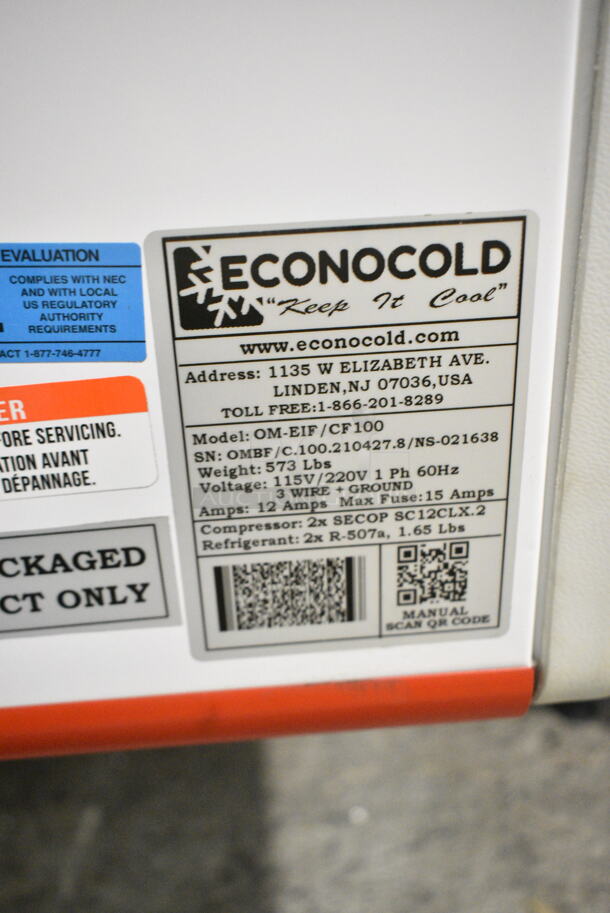 EVALUATION
COMPLIES WITH NEC
AND WITH LOCAL
US REGULATORY
AUTHORITY
REQUIREMENTS
ACT 1-877-746-4777
ER
FORE SERVICING.
ATION AVANT
DÉPANNAGE.
CKAGED
CT ONLY
ECONOCOLD
"Keep It Cool"
www.econocold.com
Address: 1135 W ELIZABETH AVE.
LINDEN,NJ 07036,USA
TOLL FREE:1-866-201-8289
Model: OM-EIF/CF100
SN: OMBF/C.100.210427.8/NS-021638
Weight: 573 Lbs
Voltage: 115V/220V 1 Ph 60Hz
3 WIRE + GROUND
Amps: 12 Amps Max Fuse:15 Amps
Compressor: 2x SECOP SC12CLX.2
Refrigerant: 2x R-507a, 1.65 Lbs
MANUAL
SCAN QR CODE